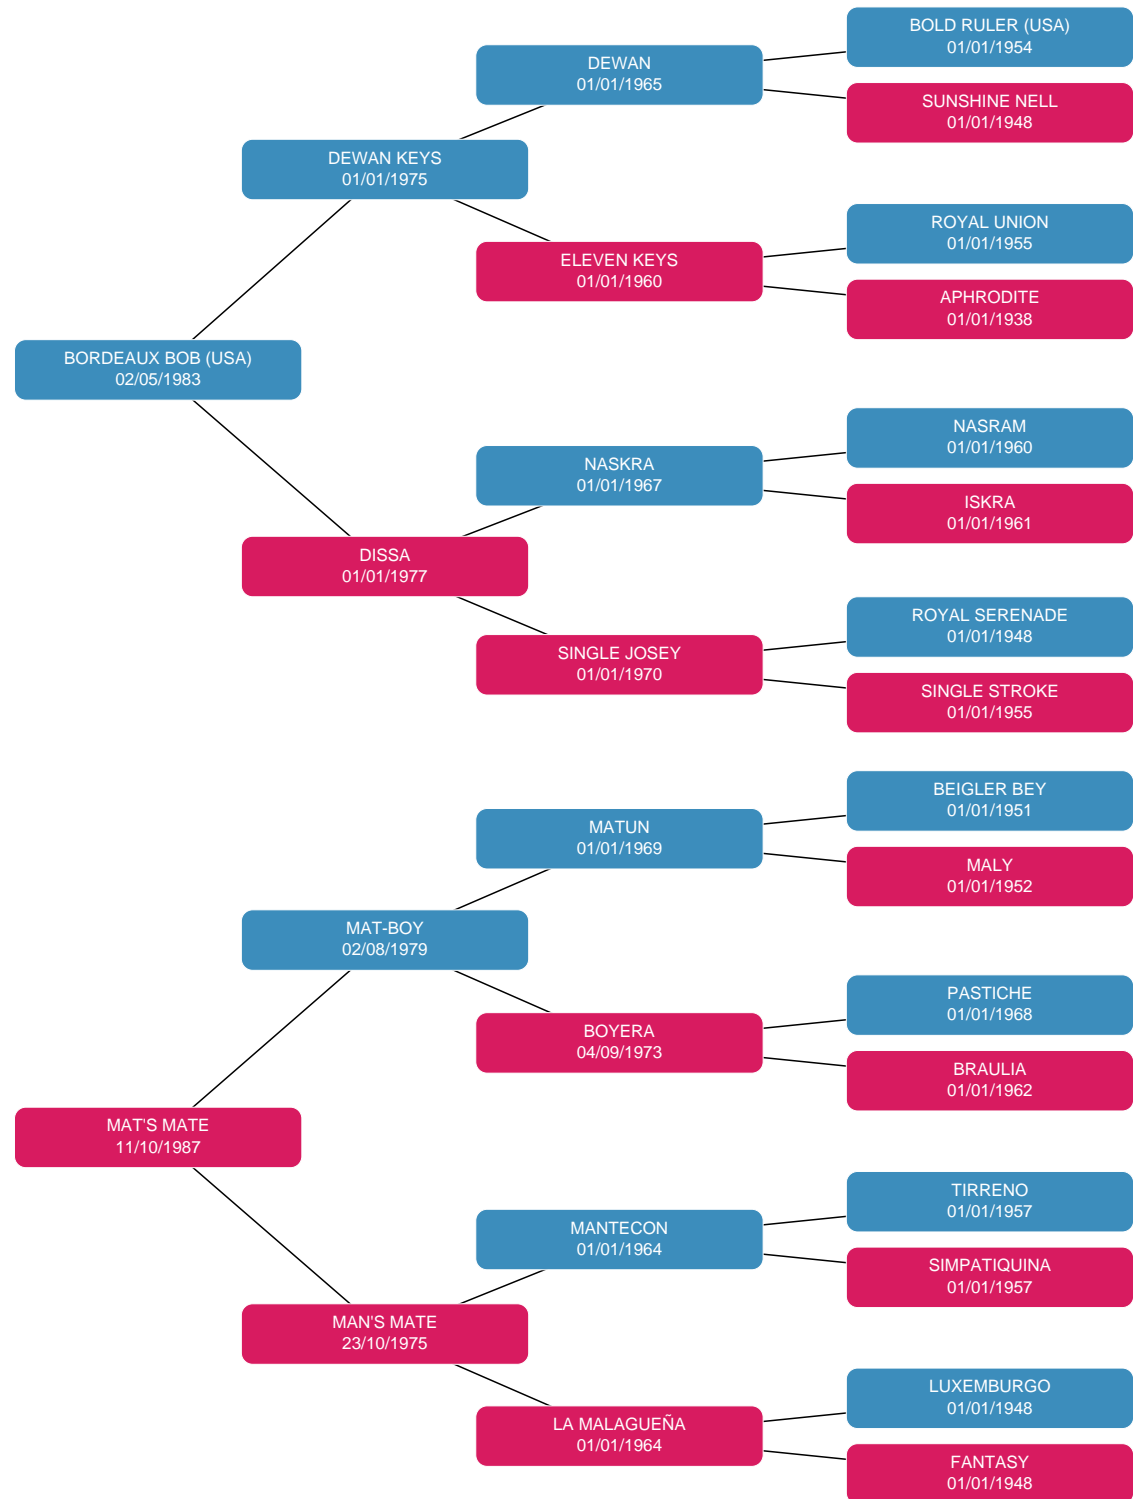 BOLD RULER (USA)
01/01/1954
DEWAN
01/01/1965
SUNSHINE NELL
01/01/1948
DEWAN KEYS
01/01/1975
ROYAL UNION
01/01/1955
ELEVEN KEYS
01/01/1960
APHRODITE
01/01/1938
BORDEAUX BOB (USA)
02/05/1983
NASRAM
01/01/1960
NASKRA
01/01/1967
ISKRA
01/01/1961
DISSA
01/01/1977
ROYAL SERENADE
01/01/1948
SINGLE JOSEY
01/01/1970
SINGLE STROKE
01/01/1955
BEIGLER BEY
01/01/1951
MATUN
01/01/1969
MALY
01/01/1952
MAT-BOY
02/08/1979
PASTICHE
01/01/1968
BOYERA
04/09/1973
BRAULIA
01/01/1962
MAT'S MATE
11/10/1987
TIRRENO
01/01/1957
MANTECON
01/01/1964
SIMPATIQUINA
01/01/1957
MAN'S MATE
23/10/1975
LUXEMBURGO
01/01/1948
LA MALAGUEÑA
01/01/1964
FANTASY
01/01/1948